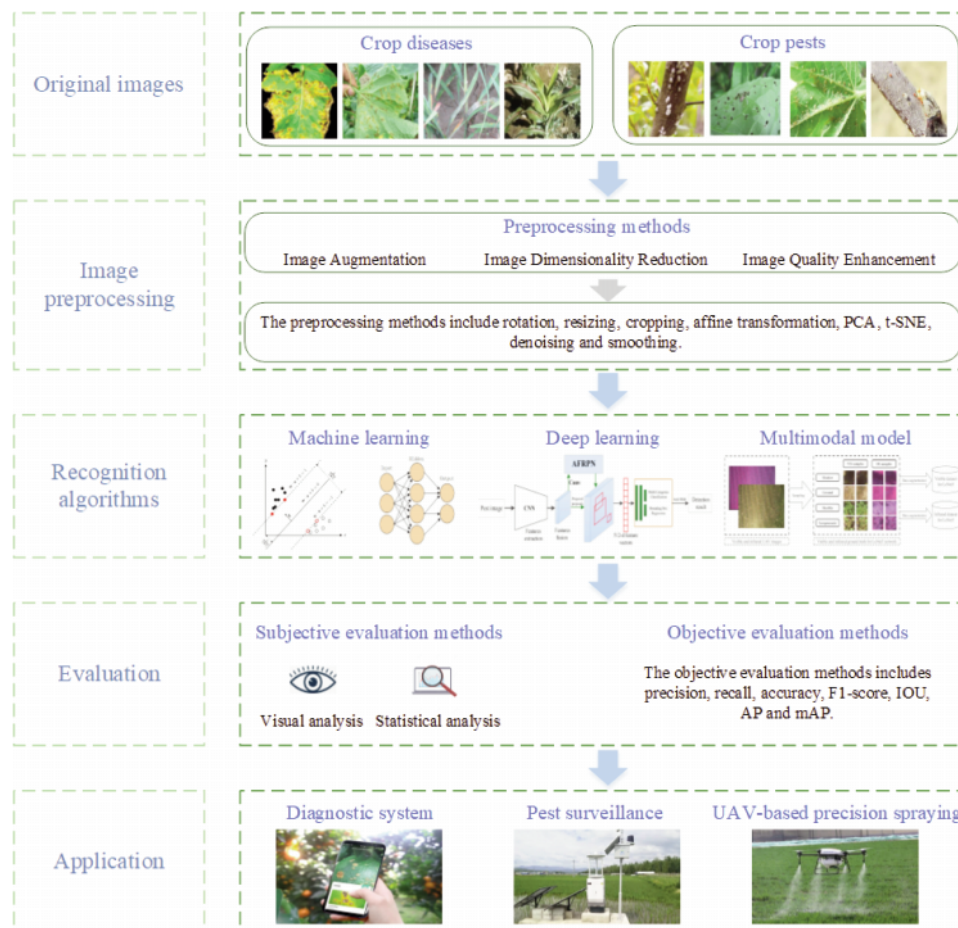 Original images
Crop diseases
Crop pests
Image
preprocessing
Preprocessing methods
Image Augmentation
Image Dimensionality Reduction
Image Quality Enhancement
The preprocessing methods include rotation, resizing, cropping, affine transformation, PCA, t-SNE,
denoising and smoothing.
Recognition
algorithms
Machine learning
Deep learning
Multimodal model
AFRPN
CNN
Evaluation
Subjective evaluation methods
Visual analysis
Statistical analysis
Objective evaluation methods
The objective evaluation methods includes
precision, recall, accuracy, F1-score, IOU,
AP and mAP.
Application
Diagnostic system
Pest surveillance
UAV-based precision spraying